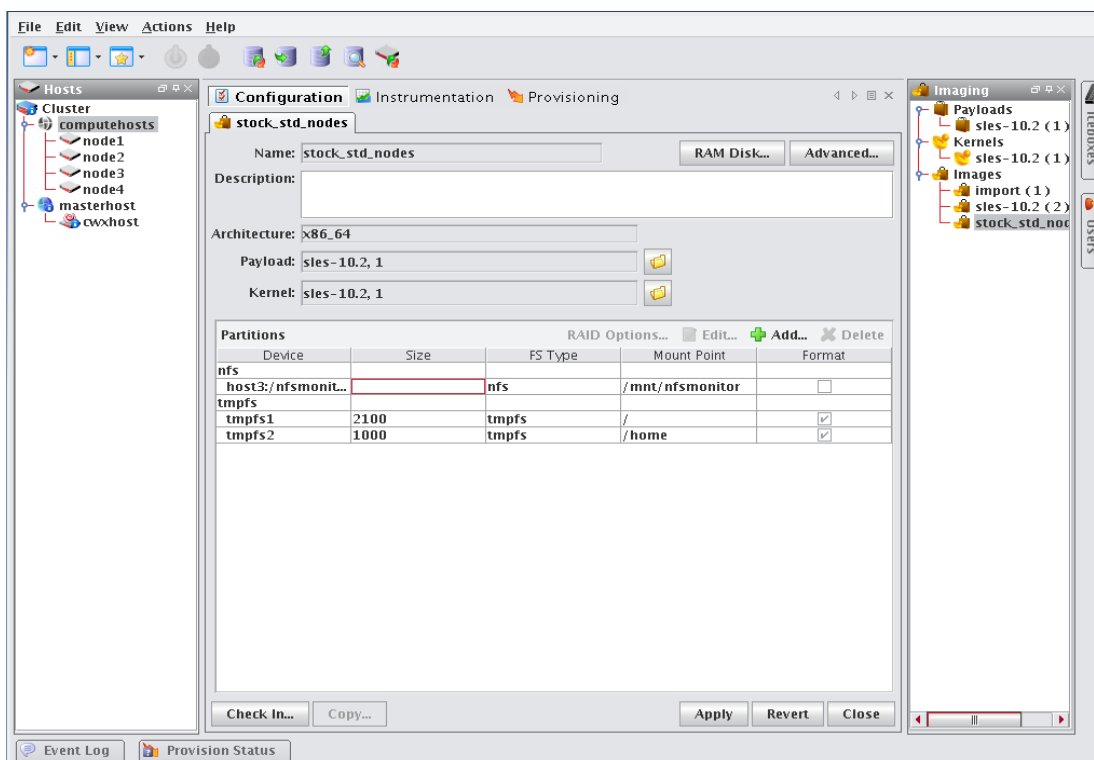 File Edit View Actions Help
Hosts
Cluster
computehosts
node1
node2
node3
node4
masterhost
cwxhost
Configuration Instrumentation Provisioning
stock_std_nodes
Name: stock_std_nodes RAM Disk... Advanced...
Description:
Architecture: x86_64
Payload: sles-10.2, 1
Kernel: sles-10.2, 1
Partitions RAID Options... Edit... Add... Delete
Device Size FS Type Mount Point Format
nfs
host3:/nfsmonit... nfs /mnt/nfsmonitor
tmpfs
tmpfs1 2100 tmpfs /
tmpfs2 1000 tmpfs /home
Check In... Copy... Apply Revert Close
Imaging
Payloads
sles-10.2 (1)
Kernels
sles-10.2 (1)
Images
import (1)
sles-10.2 (2)
stock_std_nod
Iceboxes
Users
Event Log Provision Status